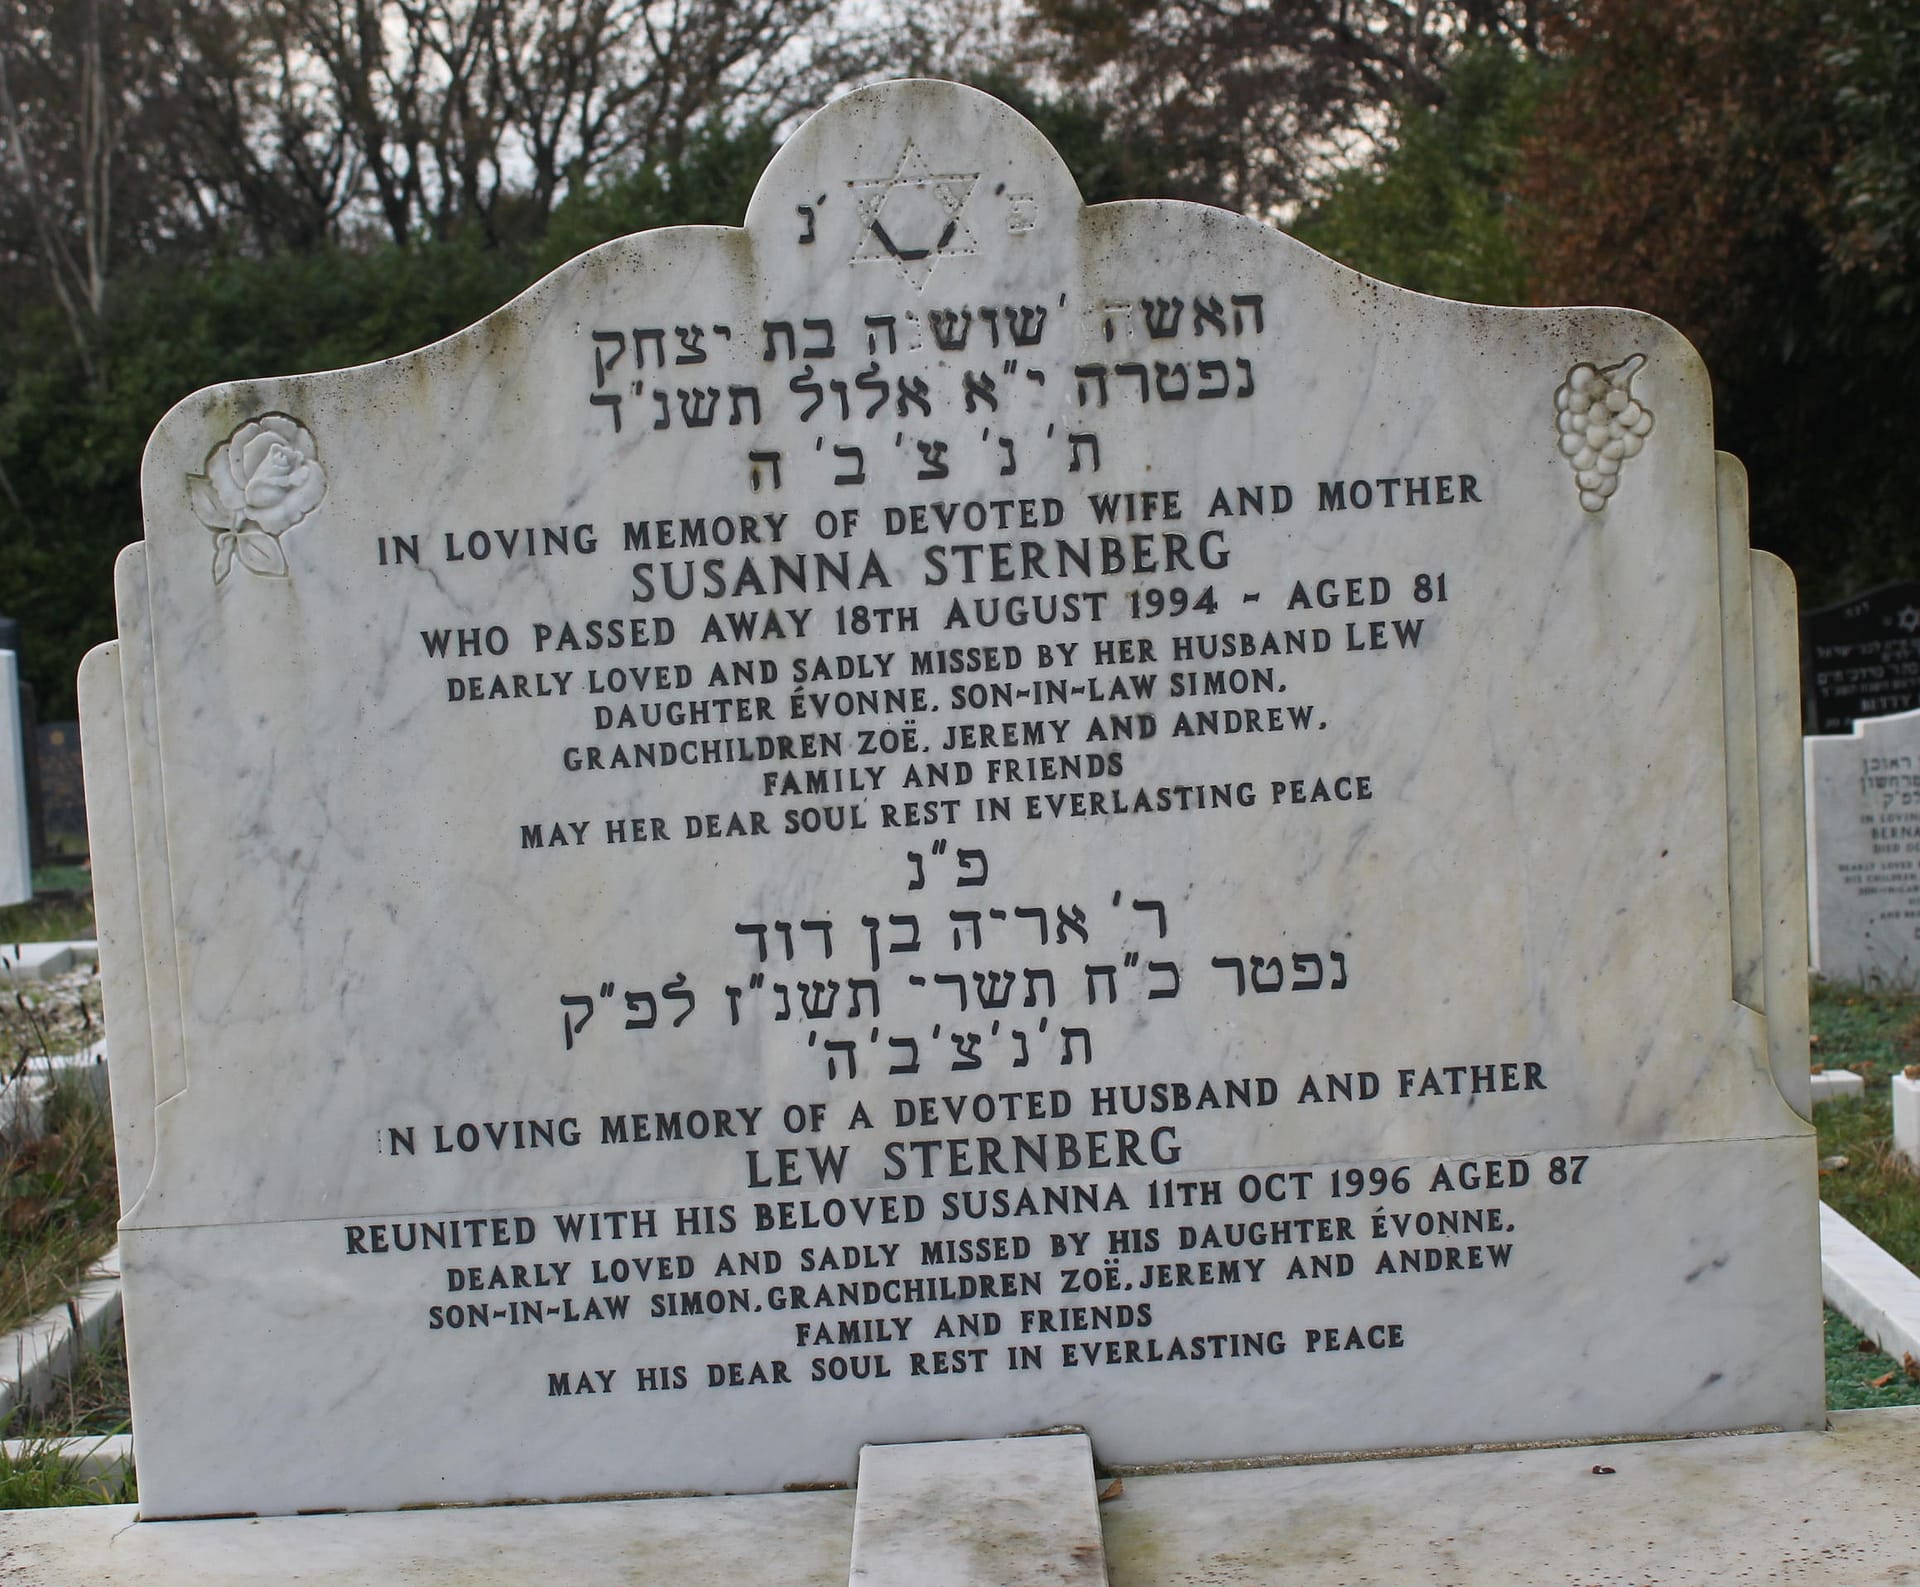 פ' נ'
האשה שושנה בת יצחק
נפטרה י"א אלול תשנ"ד
ת' נ' צ' ב' ה
IN LOVING MEMORY OF DEVOTED WIFE AND MOTHER
SUSANNA STERNBERG
WHO PASSED AWAY 18TH AUGUST 1994 ~ AGED 81
DEARLY LOVED AND SADLY MISSED BY HER HUSBAND LEW
DAUGHTER ÉVONNE, SON~IN~LAW SIMON,
GRANDCHILDREN ZOË, JEREMY AND ANDREW,
FAMILY AND FRIENDS
MAY HER DEAR SOUL REST IN EVERLASTING PEACE
פ"נ
ר' אריה בן דוד
נפטר כ"ח תשרי תשנ"ז לפ"ק
ת'נ'צ'ב'ה'
IN LOVING MEMORY OF A DEVOTED HUSBAND AND FATHER
LEW STERNBERG
REUNITED WITH HIS BELOVED SUSANNA 11TH OCT 1996 AGED 87
DEARLY LOVED AND SADLY MISSED BY HIS DAUGHTER ÉVONNE,
SON~IN~LAW SIMON, GRANDCHILDREN ZOË, JEREMY AND ANDREW
FAMILY AND FRIENDS
MAY HIS DEAR SOUL REST IN EVERLASTING PEACE
BETTY
ראובן
IN LOVING